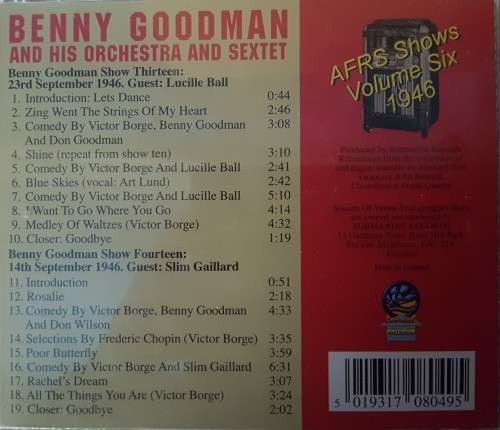 BENNY GOODMAN
AND HIS ORCHESTRA AND SEXTET
Benny Goodman Show Thirteen:
23rd September 1946. Guest: Lucille Ball
1. Introduction: Lets Dance 0:44
2. Zing Went The Strings Of My Heart 2:46
3. Comedy By Victor Borge, Benny Goodman 3:08
And Don Goodman
4. Shine (repeat from show ten) 3:10
5. Comedy By Victor Borge And Lucille Ball 2:41
6. Blue Skies (vocal: Art Lund) 2:42
7. Comedy By Victor Borge And Lucille Ball 5:10
8. I Want To Go Where You Go 4:14
9. Medley Of Waltzes (Victor Borge) 4:32
10. Closer: Goodbye 1:19
Benny Goodman Show Fourteen:
14th September 1946. Guest: Slim Gaillard
11. Introduction 0:51
12. Rosalie 2:18
13. Comedy By Victor Borge, Benny Goodman 4:33
And Don Wilson
14. Selections By Frederic Chopin (Victor Borge) 3:35
15. Poor Butterfly 3:59
16. Comedy By Victor Borge And Slim Gaillard 6:31
17. Rachel's Dream 3:07
18. All The Things You Are (Victor Borge) 3:24
19. Closer: Goodbye 2:02
AFRS Shows
Volume Six
1946
Produced by Submarine Records
SUBMARINE RECORDS
Made in England
5 019317 080495